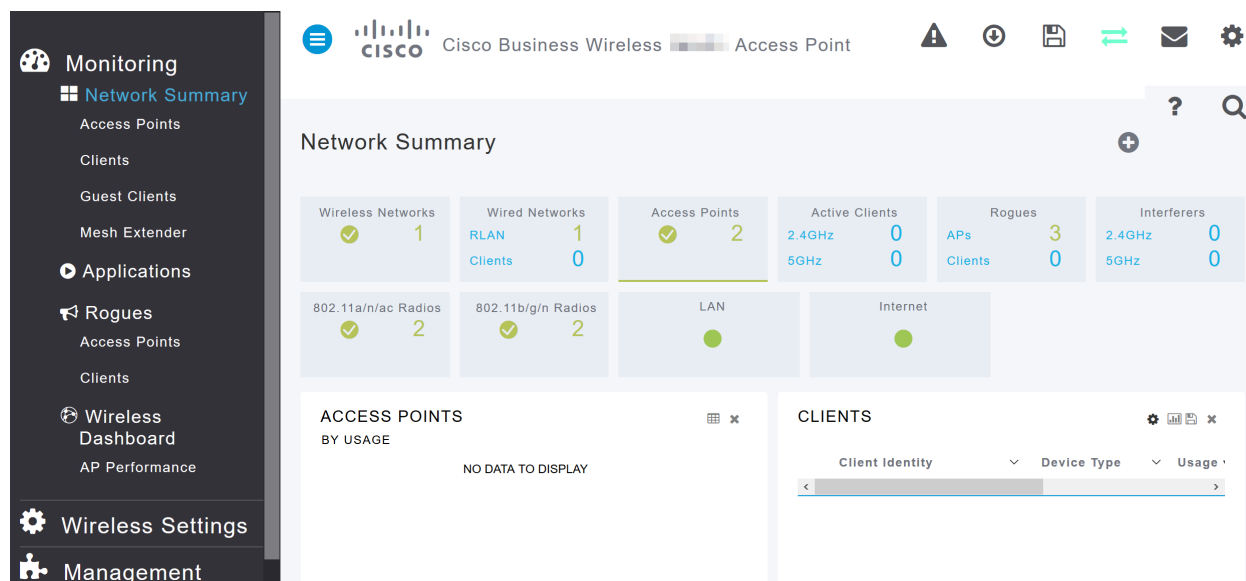 Monitoring
Network Summary
Access Points
Clients
Guest Clients
Mesh Extender
Applications
Rogues
Access Points
Clients
Wireless
Dashboard
AP Performance
Wireless Settings
Management
CISCO
Cisco Business Wireless Access Point
?
Network Summary
Wireless Networks
1
Wired Networks
RLAN 1
Clients 0
Access Points
2
Active Clients
2.4GHz 0
5GHz 0
Rogues
APs 3
Clients 0
Interferers
2.4GHz 0
5GHz 0
802.11a/n/ac Radios
2
802.11b/g/n Radios
2
LAN
Internet
ACCESS POINTS
BY USAGE
NO DATA TO DISPLAY
CLIENTS
Client Identity Device Type Usage